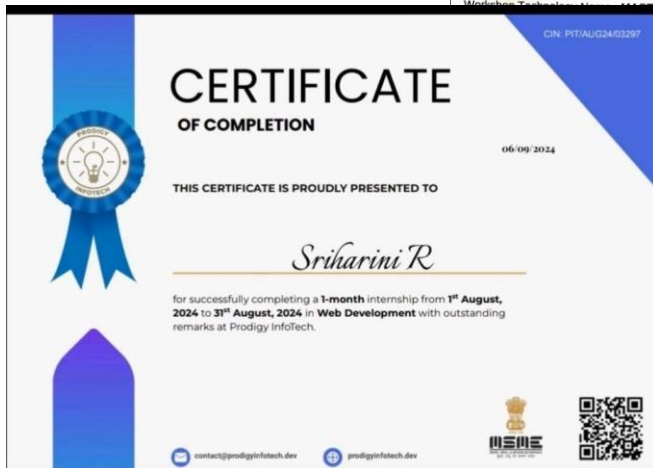 CIN: PIT/AUG24/03297
CERTIFICATE
OF COMPLETION
06/09/2024
PRODIGY
INFOTECH
THIS CERTIFICATE IS PROUDLY PRESENTED TO
Sriharini R
for successfully completing a 1-month internship from 1st August,
2024 to 31st August, 2024 in Web Development with outstanding
remarks at Prodigy InfoTech.
MSME
contact@prodigyinfotech.dev
prodigyinfotech.dev